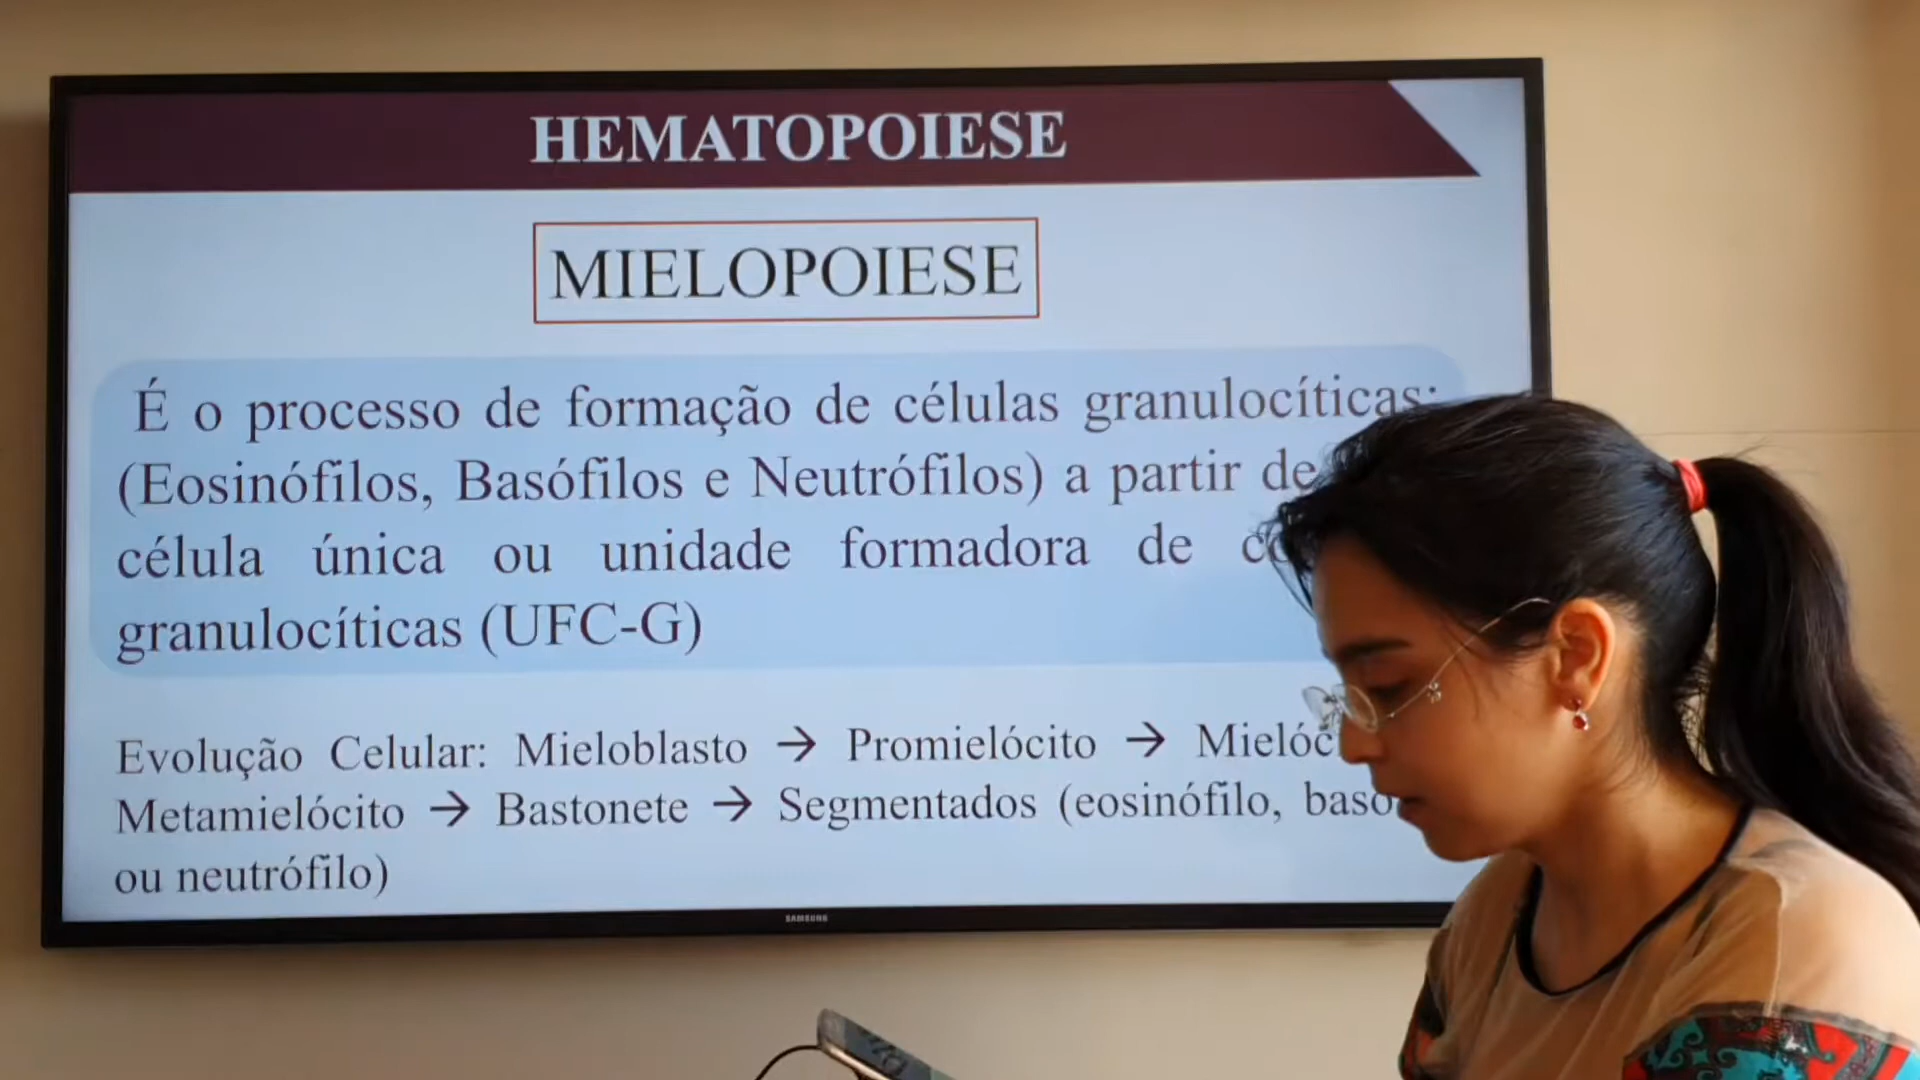 HEMATOPOIESE
MIELOPOIESE
É o processo de formação de células granulocíticas:
(Eosinófilos, Basófilos e Neutrófilos) a partir de
célula única ou unidade formadora de
granulocíticas (UFC-G)
Evolução Celular: Mieloblasto → Promielócito →
Metamielócito → Bastonete → Segmentados (eosinófilo,
ou neutrófilo)
SAMSUNG